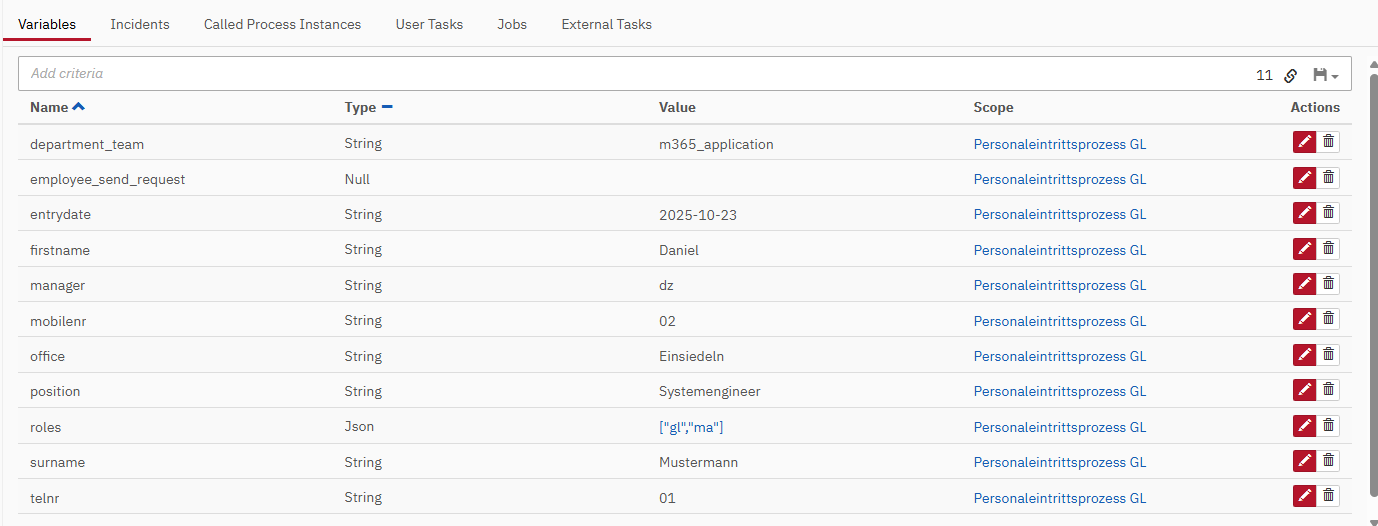 Variables Incidents Called Process Instances User Tasks Jobs External Tasks
Add criteria 11
Name Type Value Scope Actions
department_team String m365_application Personaleintrittsprozess GL
employee_send_request Null Personaleintrittsprozess GL
entrydate String 2025-10-23 Personaleintrittsprozess GL
firstname String Daniel Personaleintrittsprozess GL
manager String dz Personaleintrittsprozess GL
mobilenr String 02 Personaleintrittsprozess GL
office String Einsiedeln Personaleintrittsprozess GL
position String Systemengineer Personaleintrittsprozess GL
roles Json ["gl","ma"] Personaleintrittsprozess GL
surname String Mustermann Personaleintrittsprozess GL
telnr String 01 Personaleintrittsprozess GL